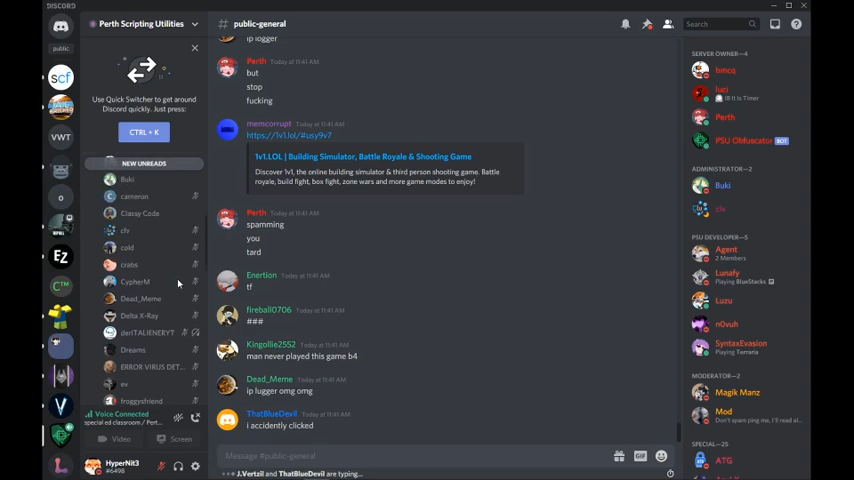 DISCORD
public
SCF
VWT
o
EZ
C™
Perth Scripting Utilities
Use Quick Switcher to get around
Discord quickly. Just press:
CTRL + K
NEW UNREADS
Buki
cameron
Classy Code
clv
cold
crabs
CypherM
Dead_Meme
Delta X-Ray
derITALIENERYT
Dreams
ERROR VIRUS DET...
ev
froggysfriend
Voice Connected
special ed classroom / Pert...
Video
Screen
HyperNit3
#6498
# public-general
Search
ip logger
Perth Today at 11:41 AM
but
stop
fucking
memcorrupt Today at 11:41 AM
https://1v1.lol/#usy9v7
1v1.LOL | Building Simulator, Battle Royale & Shooting Game
Discover 1v1, the online building simulator & third person shooting game. Battle
royale, build fight, box fight, zone wars and more game modes to enjoy!
Perth Today at 11:41 AM
spamming
you
tard
Enertion Today at 11:41 AM
tf
fireball0706 Today at 11:41 AM
###
Kingollie2552 Today at 11:41 AM
man never played this game b4
Dead_Meme Today at 11:41 AM
ip lugger omg omg
ThatBlueDevil Today at 11:41 AM
i accidently clicked
Message #public-general
GIF
J.Vertzil and ThatBlueDevil are typing...
SERVER OWNER—4
bmcq
luci
Perth
PSU Obfuscator BOT
ADMINISTRATOR—2
Buki
clv
PSU DEVELOPER—5
Agent
2 Members
Lunafy
Playing BlueStacks
Luzu
n0vuh
SyntaxEvasion
Playing Terraria
MODERATOR—2
Magik Manz
Mod
Don't spam ping me, I'll read al...
SPECIAL—25
ATG